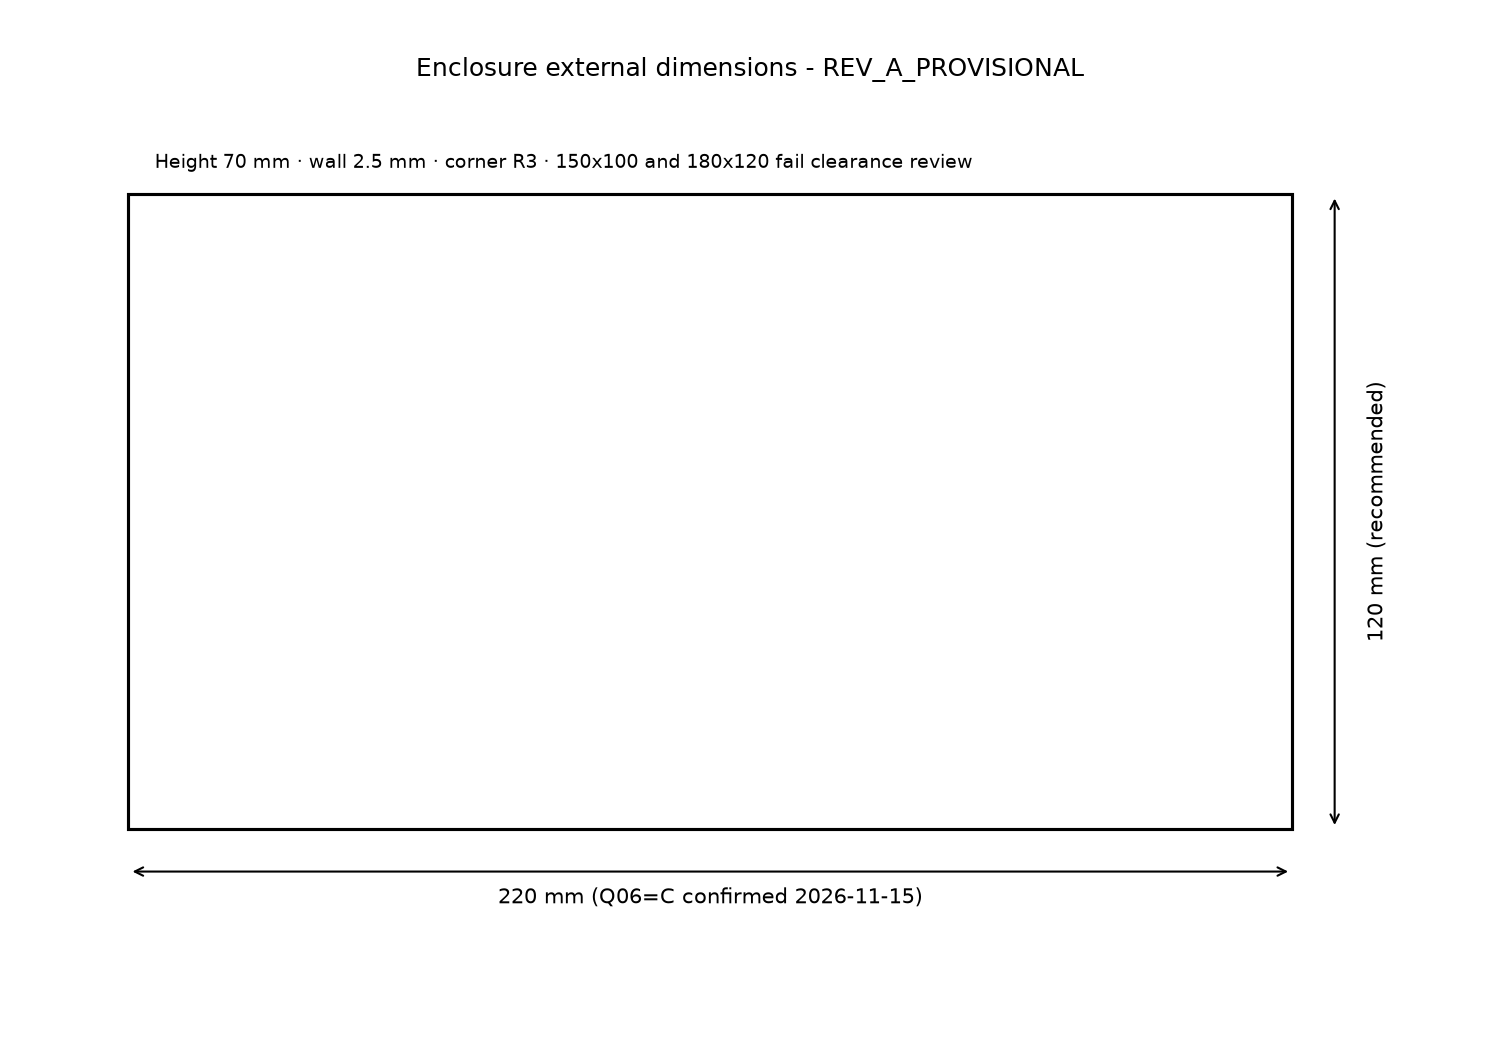 Enclosure external dimensions - REV_A_PROVISIONAL
Height 70 mm · wall 2.5 mm · corner R3 · 150x100 and 180x120 fail clearance review
120 mm (recommended)
220 mm (Q06=C confirmed 2026-11-15)